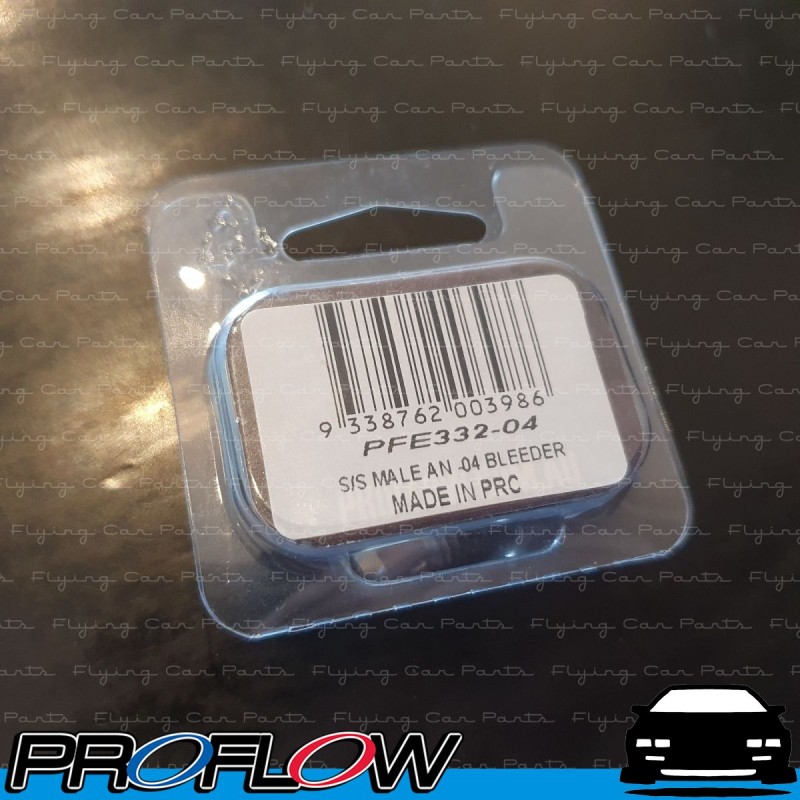 Flying Car Parts
9 338762 003986
PFE332-04
S/S MALE AN -04 BLEEDER
MADE IN PRC
PROFLOW